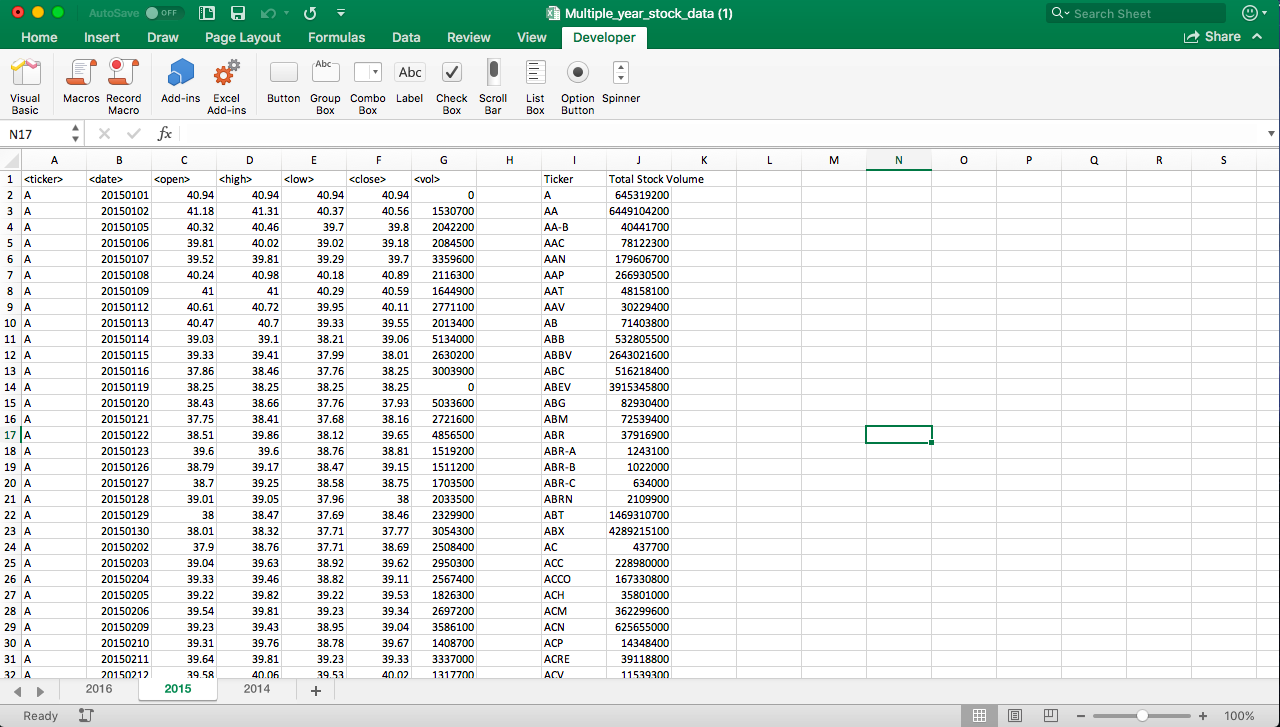 AutoSave OFF Multiple_year_stock_data (1) Search Sheet
Home Insert Draw Page Layout Formulas Data Review View Developer Share
Visual Basic Macros Record Macro Add-ins Excel Add-ins Button Abc Group Box Combo Box Abc Label Check Box Scroll Bar List Box Option Button Spinner
N17 fx
A B C D E F G H I J K L M N O P Q R S
1 <ticker> <date> <open> <high> <low> <close> <vol> Ticker Total Stock Volume
2 A 20150101 40.94 40.94 40.94 40.94 0 A 645319200
3 A 20150102 41.18 41.31 40.37 40.56 1530700 AA 6449104200
4 A 20150105 40.32 40.46 39.7 39.8 2042200 AA-B 40441700
5 A 20150106 39.81 40.02 39.02 39.18 2084500 AAC 78122300
6 A 20150107 39.52 39.81 39.29 39.7 3359600 AAN 179606700
7 A 20150108 40.24 40.98 40.18 40.89 2116300 AAP 266930500
8 A 20150109 41 41 40.29 40.59 1644900 AAT 48158100
9 A 20150112 40.61 40.72 39.95 40.11 2771100 AAV 30229400
10 A 20150113 40.47 40.7 39.33 39.55 2013400 AB 71403800
11 A 20150114 39.03 39.1 38.21 39.06 5134000 ABB 532805500
12 A 20150115 39.33 39.41 37.99 38.01 2630200 ABBV 2643021600
13 A 20150116 37.86 38.46 37.76 38.25 3003900 ABC 516218400
14 A 20150119 38.25 38.25 38.25 38.25 0 ABEV 3915345800
15 A 20150120 38.43 38.66 37.76 37.93 5033600 ABG 82930400
16 A 20150121 37.75 38.41 37.68 38.16 2721600 ABM 72539400
17 A 20150122 38.51 39.86 38.12 39.65 4856500 ABR 37916900
18 A 20150123 39.6 39.6 38.76 38.81 1519200 ABR-A 1243100
19 A 20150126 38.79 39.17 38.47 39.15 1511200 ABR-B 1022000
20 A 20150127 38.7 39.25 38.58 38.75 1703500 ABR-C 634000
21 A 20150128 39.01 39.05 37.96 38 2033500 ABRN 2109900
22 A 20150129 38 38.47 37.69 38.46 2329900 ABT 1469310700
23 A 20150130 38.01 38.32 37.71 37.77 3054300 ABX 4289215100
24 A 20150202 37.9 38.76 37.71 38.69 2508400 AC 437700
25 A 20150203 39.04 39.63 38.92 39.62 2950300 ACC 228980000
26 A 20150204 39.33 39.46 38.82 39.11 2567400 ACCO 167330800
27 A 20150205 39.22 39.82 39.22 39.53 1826300 ACH 35801000
28 A 20150206 39.54 39.81 39.23 39.34 2697200 ACM 362299600
29 A 20150209 39.23 39.43 38.95 39.04 3586100 ACN 625655000
30 A 20150210 39.31 39.76 38.78 39.67 1408700 ACP 14348400
31 A 20150211 39.64 39.81 39.23 39.33 3337000 ACRE 39118800
32 A 20150212 39.58 40.06 39.53 40.02 1317700 ACV 11539300
2016 2015 2014
Ready 100%